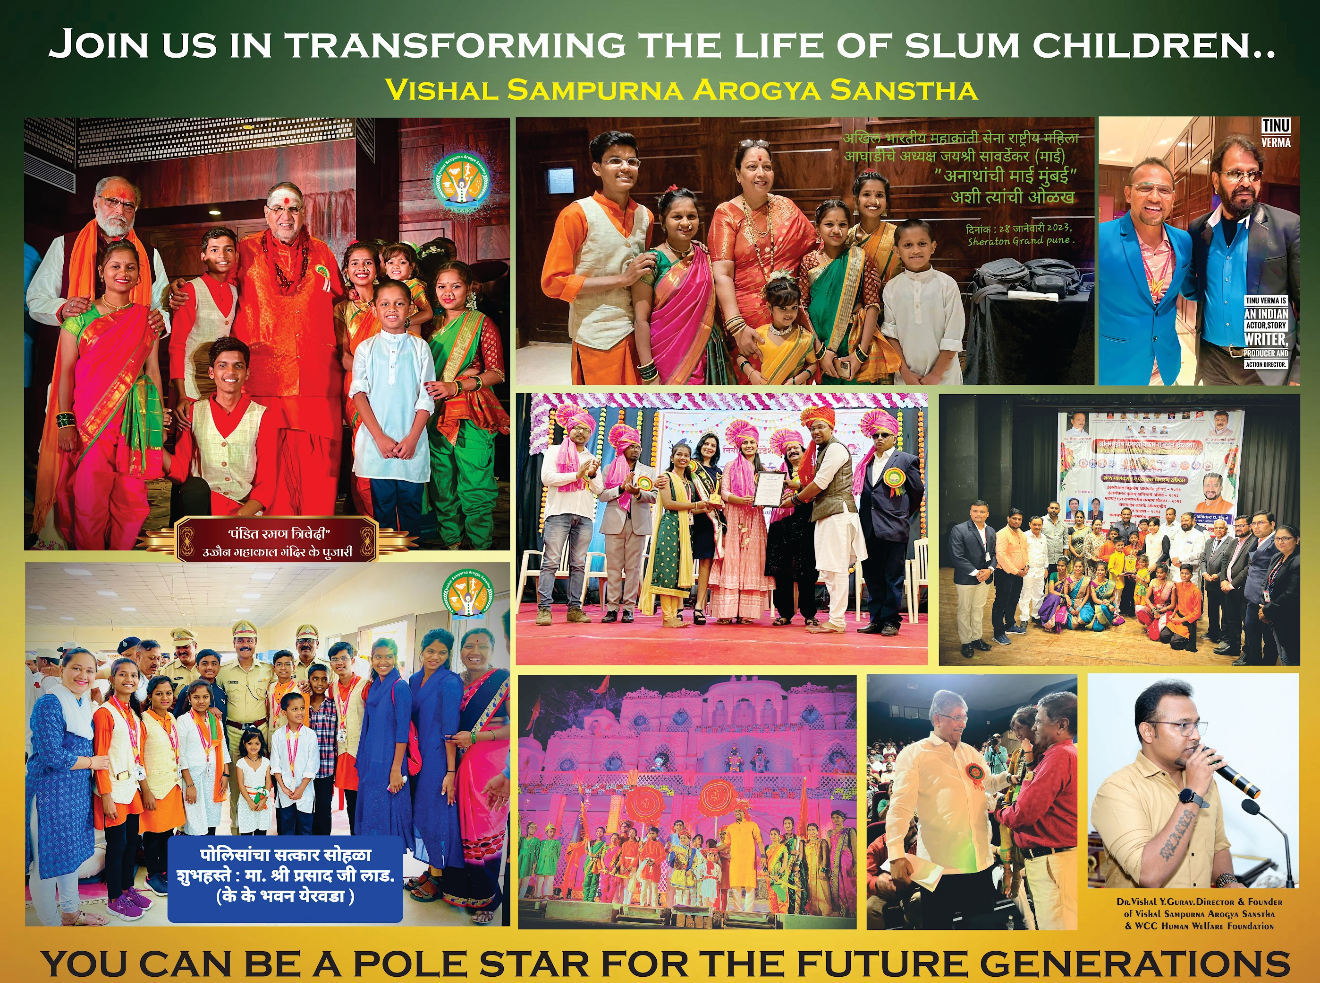 JOIN US IN TRANSFORMING THE LIFE OF SLUM CHILDREN..
VISHAL SAMPURNA AROGYA SANSTHA
अखिल भारतीय महाक्रांती सेना राष्ट्रीय महिला
आघाडीचे अध्यक्ष जयश्री सावर्डेकर (माई)
"अनाथांची माई मुंबई"
अशी त्यांची ओळख
दिनांक : 28 जानेवारी 2023,
Sheraton Grand pune.
TINU
VERMA
TINU VERMA IS
AN INDIAN
ACTOR,STORY
WRITER,
PRODUCER AND
ACTION DIRECTOR.
"पंडित रमण त्रिवेदी"
उज्जैन महाकाल मंदिर के पुजारी
पोलिसांचा सत्कार सोहळा
शुभहस्ते : मा. श्री प्रसाद जी लाड.
(के के भवन येरवडा )
DR.VISHAL Y.GURAV.DIRECTOR & FOUNDER
OF VISHAL SAMPURNA AROGYA SANSTHA
& WCC HUMAN WELFARE FOUNDATION
YOU CAN BE A POLE STAR FOR THE FUTURE GENERATIONS